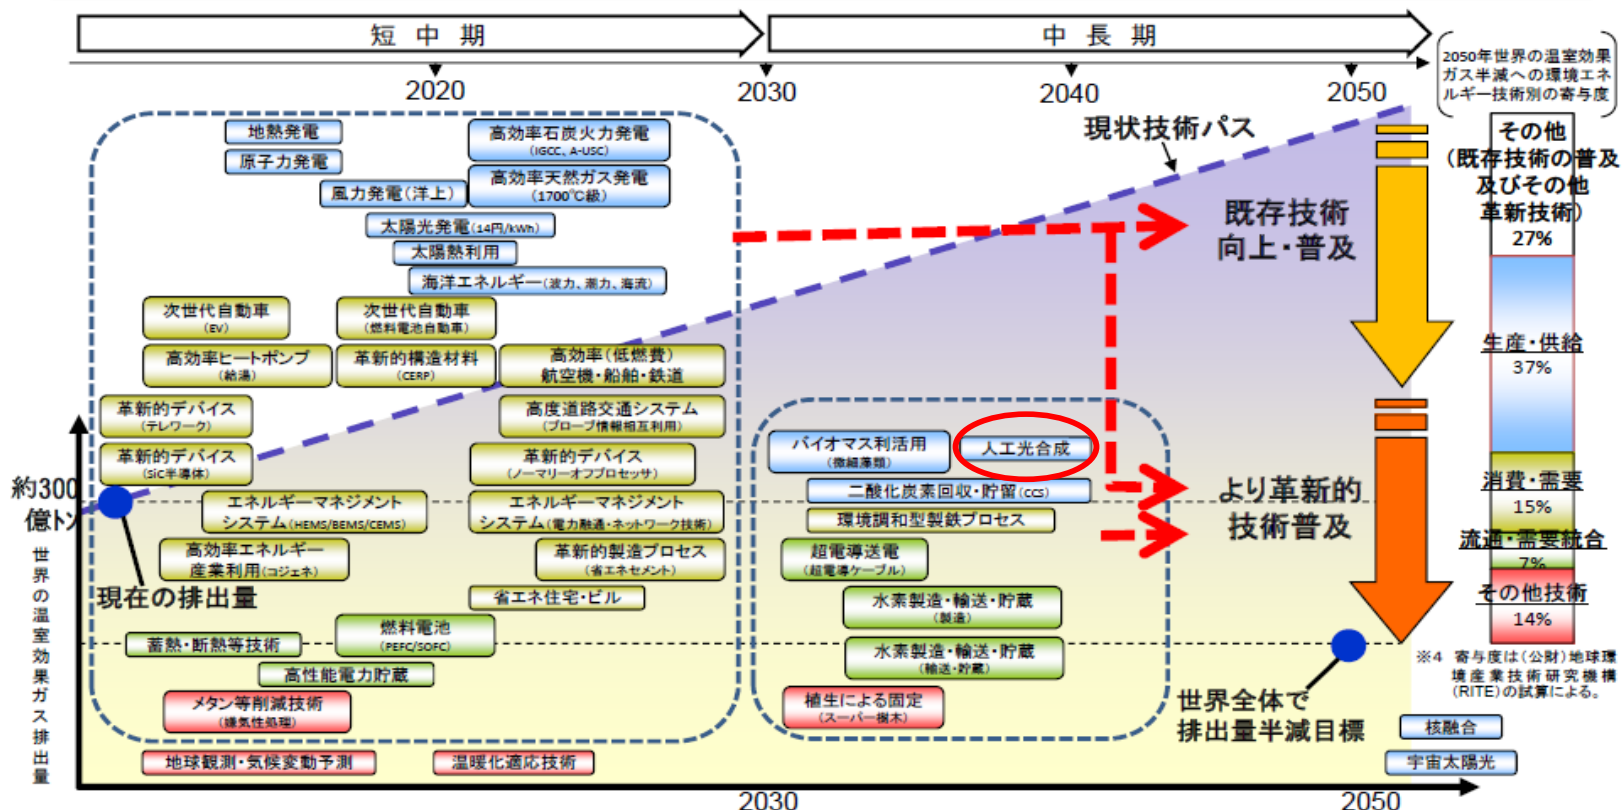 短中期
中長期
2020
2030
2040
2050
2050年世界の温室効果
ガス半減への環境エネ
ルギー技術別の寄与度
現状技術パス
地熱発電
原子力発電
風力発電(洋上)
高効率石炭火力発電
(IGCC、A-USC)
高効率天然ガス発電
(1700℃級)
太陽光発電(14円/kWh)
太陽熱利用
海洋エネルギー(波力、潮力、海流)
次世代自動車
(EV)
次世代自動車
(燃料電池自動車)
高効率ヒートポンプ
(給湯)
革新的構造材料
(CERP)
高効率(低燃費)
航空機・船舶・鉄道
革新的デバイス
(テレワーク)
高度道路交通システム
(プローブ情報相互利用)
革新的デバイス
(SiC半導体)
革新的デバイス
(ノーマリーオフプロセッサ)
エネルギーマネジメント
システム(HEMS/BEMS/CEMS)
エネルギーマネジメント
システム(電力融通・ネットワーク技術)
高効率エネルギー
産業利用(コジェネ)
革新的製造プロセス
(省エネセメント)
省エネ住宅・ビル
燃料電池
(PEFC/SOFC)
蓄熱・断熱等技術
高性能電力貯蔵
メタン等削減技術
(嫌気性処理)
地球観測・気候変動予測
温暖化適応技術
バイオマス利活用
(微細藻類)
人工光合成
二酸化炭素回収・貯留(CCS)
環境調和型製鉄プロセス
超電導送電
(超電導ケーブル)
水素製造・輸送・貯蔵
(製造)
水素製造・輸送・貯蔵
(輸送・貯蔵)
植生による固定
(スーパー樹木)
既存技術
向上・普及
より革新的
技術普及
その他
(既存技術の普及
及びその他
革新技術)
27%
生産・供給
37%
消費・需要
15%
流通・需要統合
7%
その他技術
14%
※4 寄与度は(公財)地球環
境産業技術研究機構
(RITE)の試算による。
約300
億トン
世界の温室効果ガス排出量
現在の排出量
世界全体で
排出量半減目標
核融合
宇宙太陽光
2030
2050